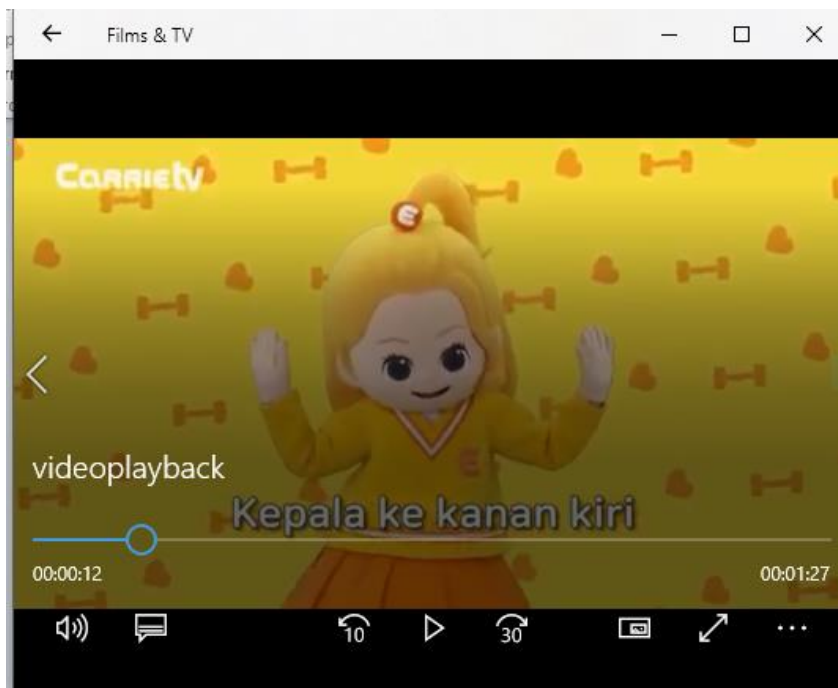 Films & TV
CARRIEtV
E
E
videoplayback
Kepala ke kanan kiri
00:00:12
00:01:27
10
30